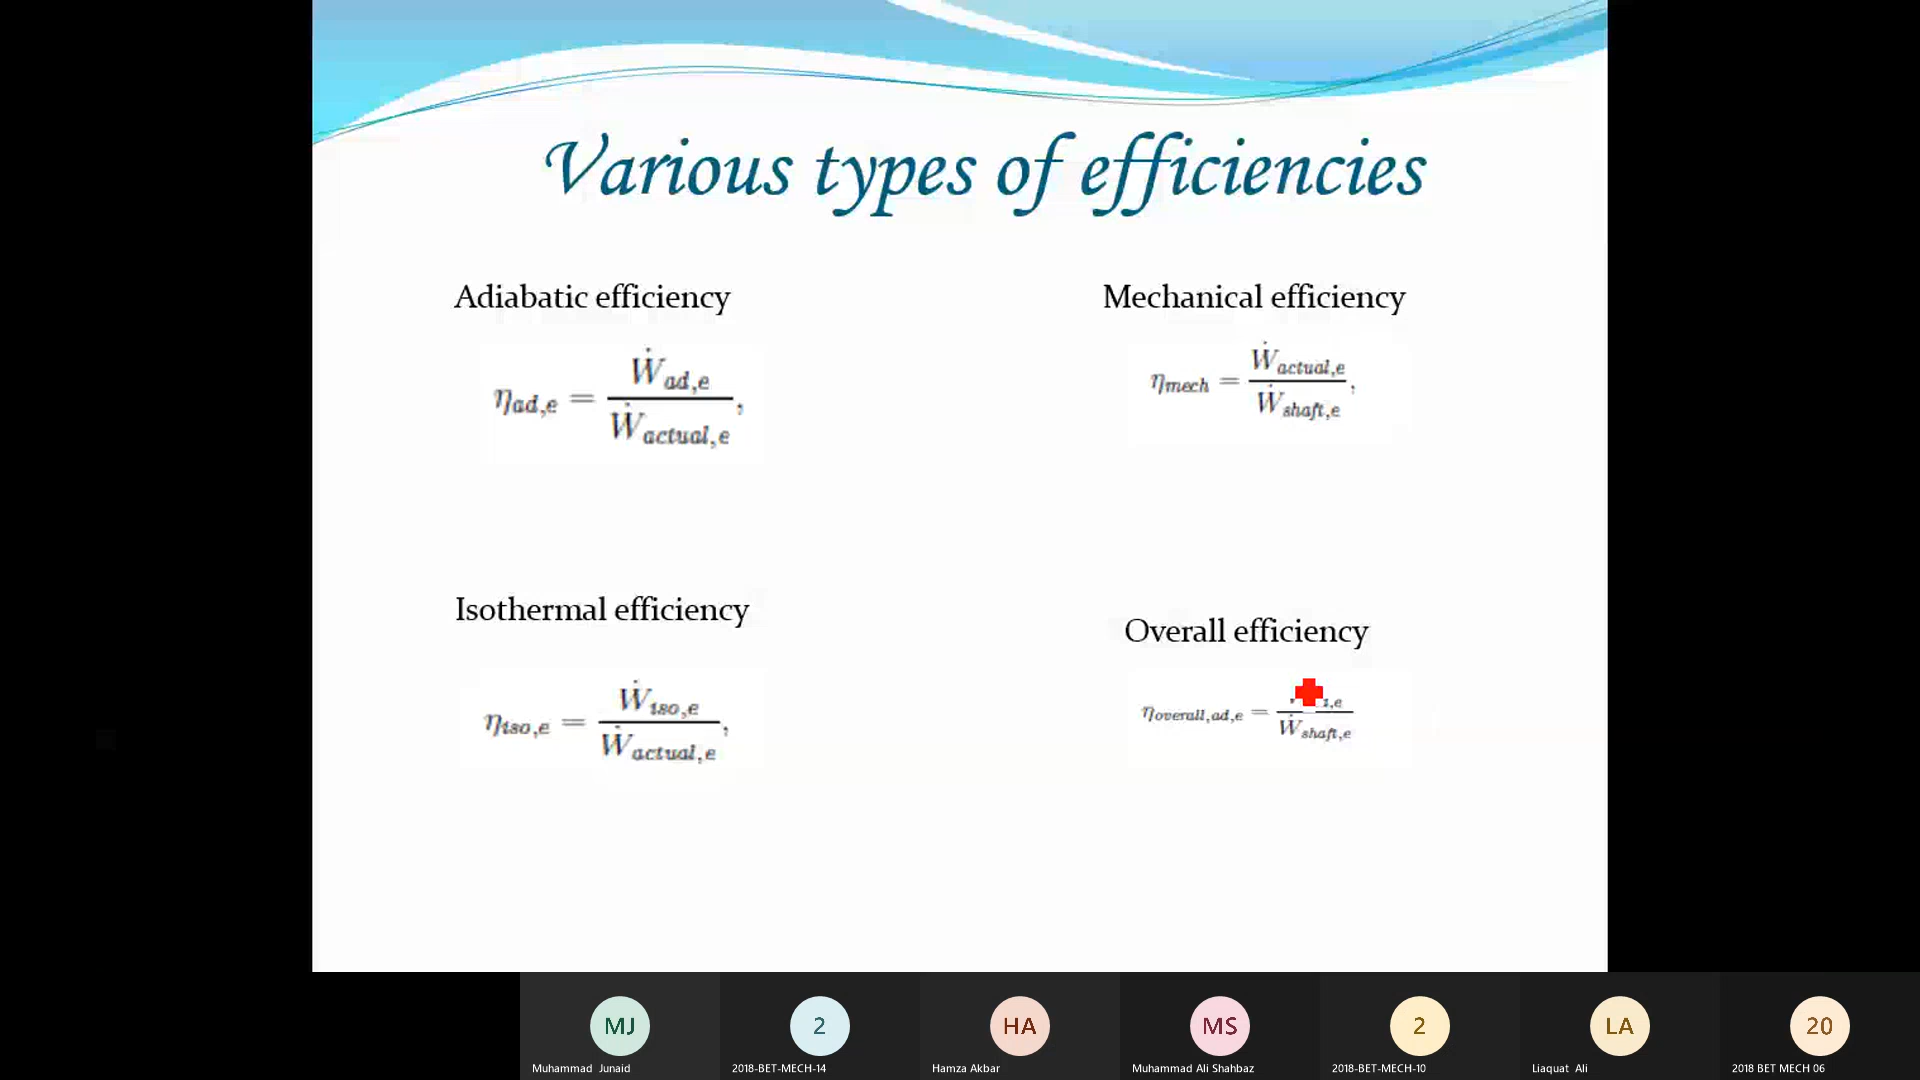 Various types of efficiencies
Adiabatic efficiency
η_ad,e = Ẇ_ad,e / Ẇ_actual,e,
Mechanical efficiency
η_mech = Ẇ_actual,e / Ẇ_shaft,e,
Isothermal efficiency
η_iso,e = Ẇ_iso,e / Ẇ_actual,e,
Overall efficiency
η_overall,ad,e = / Ẇ_shaft,e
MJ 2 HA MS 2 LA 20
Muhammad Junaid 2018-BET-MECH-14 Hamza Akbar Muhammad Ali Shahbaz 2018-BET-MECH-10 Liaquat Ali 2018 BET MECH 06